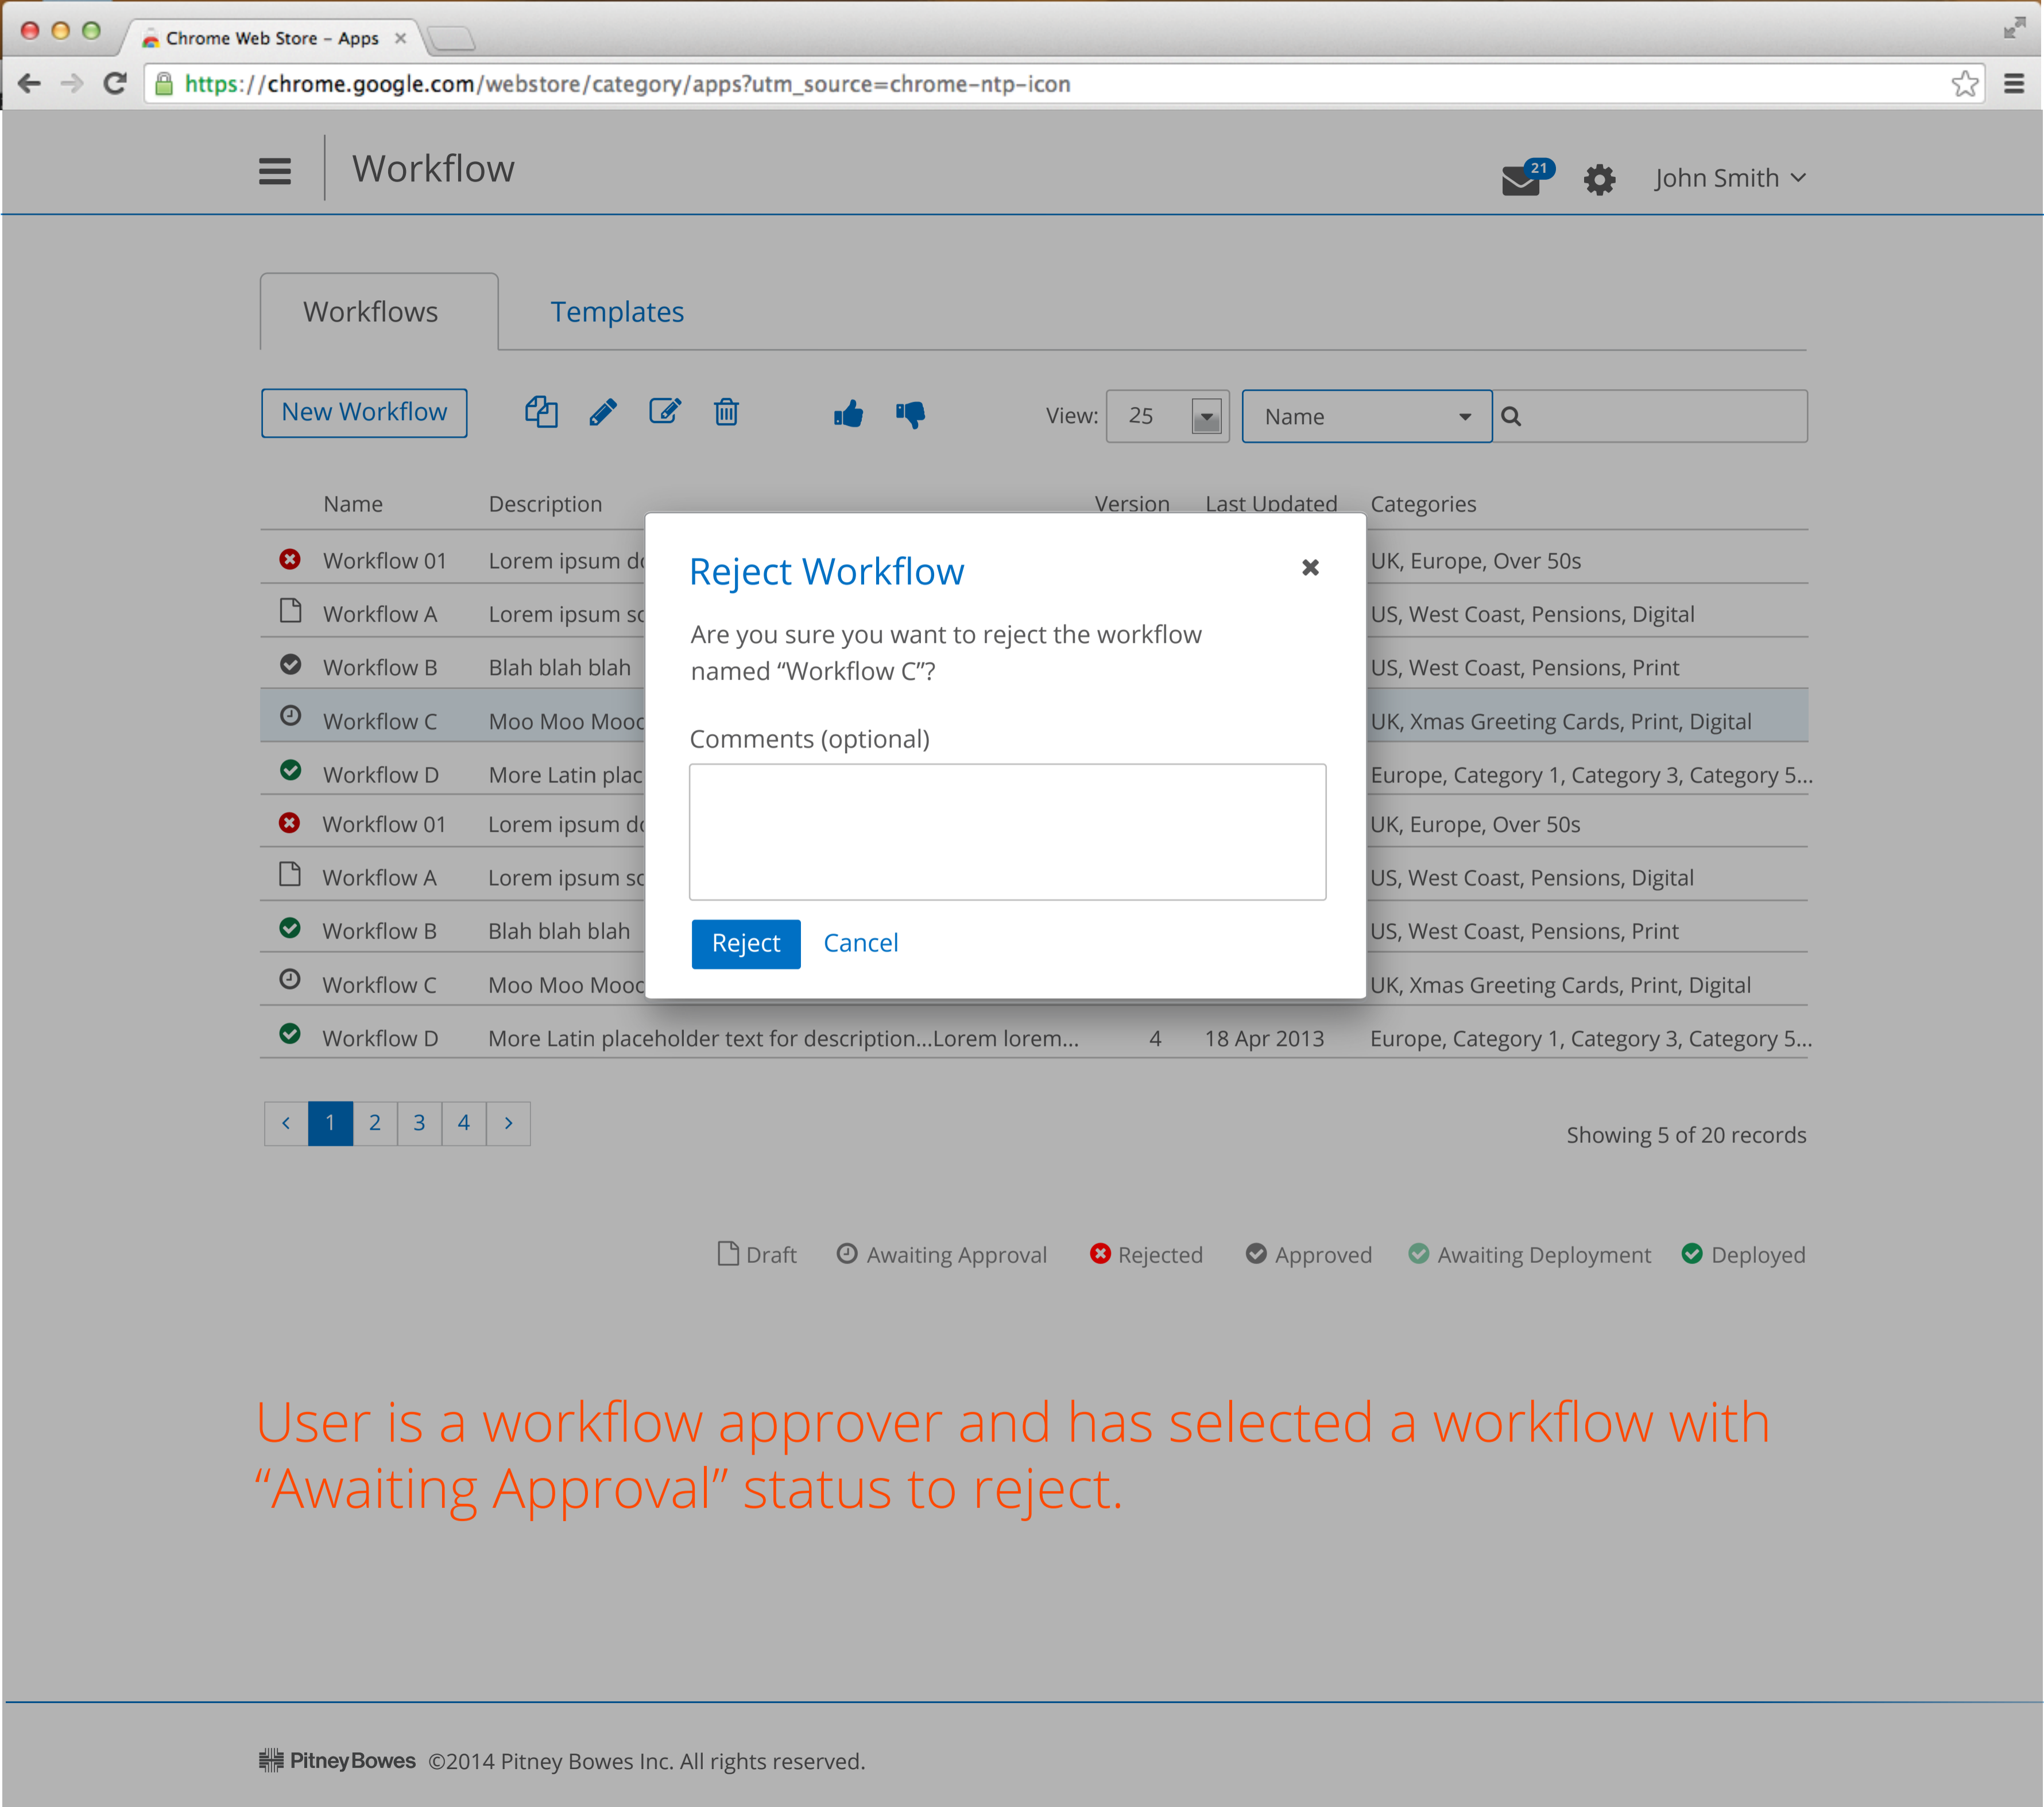 Chrome Web Store – Apps
https://chrome.google.com/webstore/category/apps?utm_source=chrome-ntp-icon
Workflow
21
John Smith
Workflows
Templates
New Workflow
View: 25
Name
Name Description Version Last Updated Categories
Workflow 01 Lorem ipsum UK, Europe, Over 50s
Workflow A Lorem ipsum US, West Coast, Pensions, Digital
Workflow B Blah blah blah US, West Coast, Pensions, Print
Workflow C Moo Moo UK, Xmas Greeting Cards, Print, Digital
Workflow D More Latin Europe, Category 1, Category 3, Category 5...
Workflow 01 Lorem ipsum UK, Europe, Over 50s
Workflow A Lorem ipsum US, West Coast, Pensions, Digital
Workflow B Blah blah blah US, West Coast, Pensions, Print
Workflow C Moo Moo UK, Xmas Greeting Cards, Print, Digital
Workflow D More Latin placeholder text for description...Lorem lorem... 4 18 Apr 2013 Europe, Category 1, Category 3, Category 5...
Reject Workflow
Are you sure you want to reject the workflow
named “Workflow C”?
Comments (optional)
Reject Cancel
1 2 3 4
Showing 5 of 20 records
Draft Awaiting Approval Rejected Approved Awaiting Deployment Deployed
User is a workflow approver and has selected a workflow with
“Awaiting Approval” status to reject.
PitneyBowes ©2014 Pitney Bowes Inc. All rights reserved.